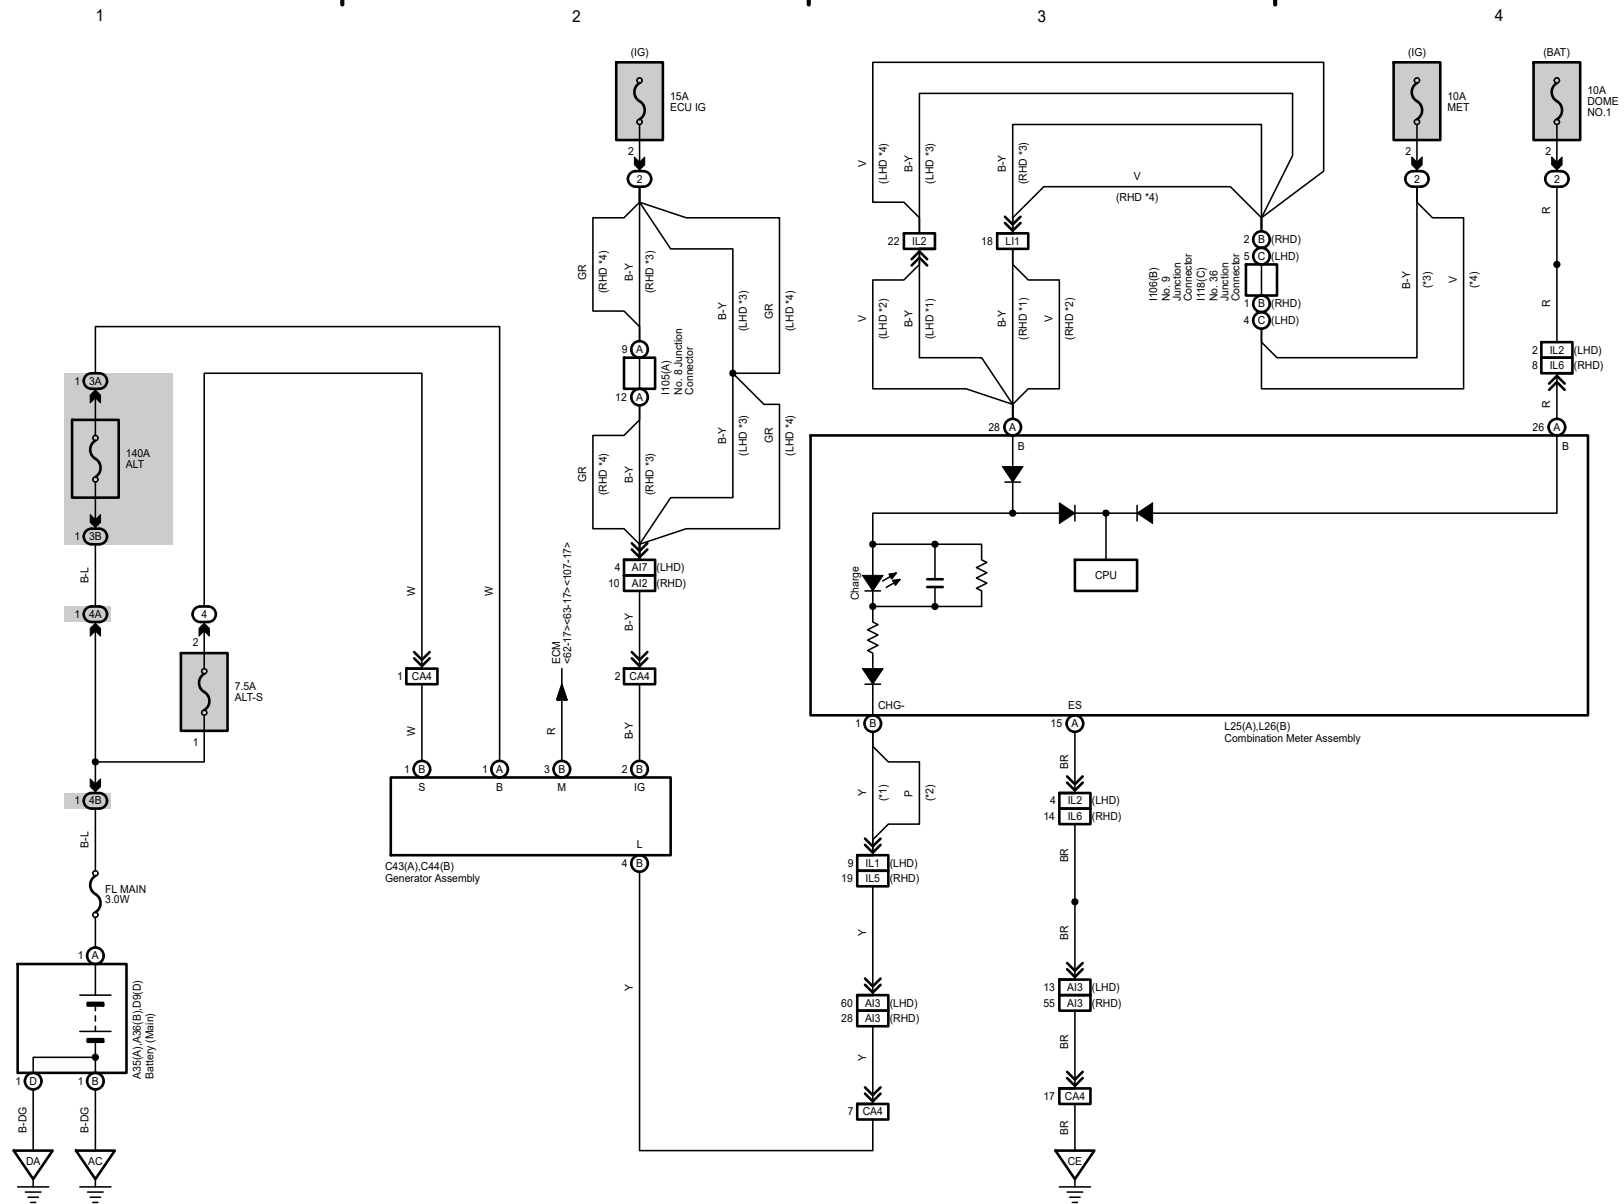 1
2
3
4
(IG)
15A
ECU IG
2
2
(IG)
10A
MET
2
2
(BAT)
10A
DOME
NO.1
2
2
V
(LHD *4)
B-Y
(LHD *3)
B-Y
(RHD *3)
V
(RHD *4)
22 IL2
18 LI1
V
(LHD *2)
B-Y
(LHD *1)
B-Y
(RHD *1)
V
(RHD *2)
I106(B)
No. 9
Junction
Connector
I118(C)
No. 36
Junction
Connector
2 B (RHD)
5 C (LHD)
1 B (RHD)
4 C (LHD)
B-Y
(*3)
V
(*4)
R
R
2 IL2 (LHD)
8 IL6 (RHD)
R
GR
(RHD *4)
B-Y
(RHD *3)
B-Y
(LHD *3)
GR
(LHD *4)
9 A
12 A
I105(A)
No. 8 Junction
Connector
GR
(RHD *4)
B-Y
(RHD *3)
B-Y
(LHD *3)
GR
(LHD *4)
4 AI7 (LHD)
10 AI2 (RHD)
B-Y
2 CA4
B-Y
1 3A
140A
ALT
1 3B
B-L
1 4A
4
2
7.5A
ALT-S
1
1 4B
B-L
FL MAIN
3.0W
1 A
A35(A),A36(B),D9(D)
Battery (Main)
1 D
1 B
B-DG
B-DG
DA
AC
W
W
1 CA4
W
ECM
<62-17><63-17><107-17>
R
1 B
1 A
3 B
2 B
S
B
M
IG
L
4 B
C43(A),C44(B)
Generator Assembly
Y
28 A
B
26 A
B
Charge
CPU
CHG-
ES
1 B
15 A
L25(A),L26(B)
Combination Meter Assembly
Y
(*1)
P
(*2)
9 IL1 (LHD)
19 IL5 (RHD)
Y
60 AI3 (LHD)
28 AI3 (RHD)
Y
7 CA4
BR
4 IL2 (LHD)
14 IL6 (RHD)
BR
BR
13 AI3 (LHD)
55 AI3 (RHD)
BR
17 CA4
BR
CE